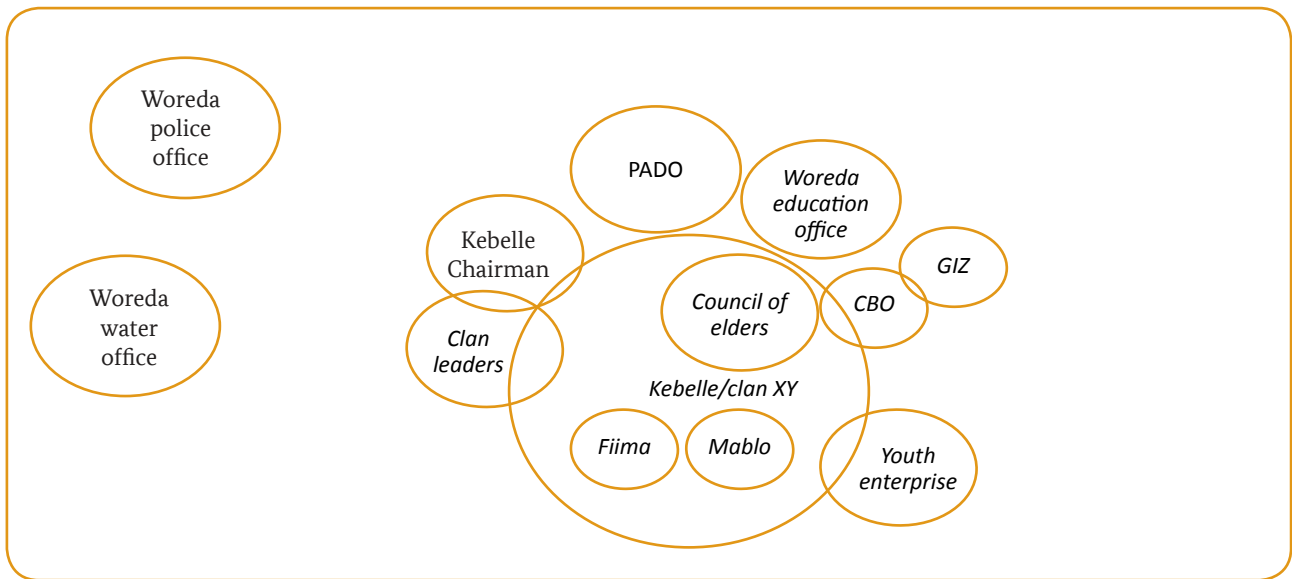 Woreda
police
office
PADO
Woreda
education
office
Kebelle
Chairman
GIZ
Woreda
water
office
Council of
elders
CBO
Clan
leaders
Kebelle/clan XY
Fiima
Mablo
Youth
enterprise